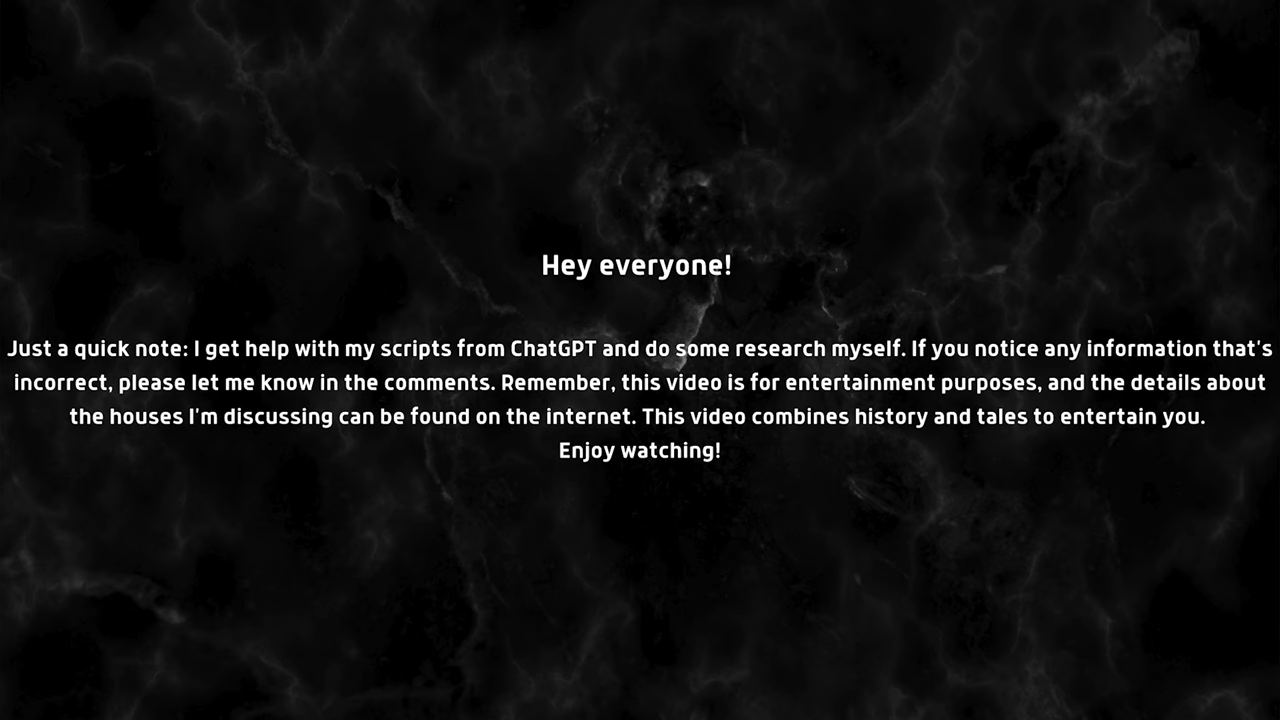 Hey everyone!
Just a quick note: I get help with my scripts from ChatGPT and do some research myself. If you notice any information that's
incorrect, please let me know in the comments. Remember, this video is for entertainment purposes, and the details about
the houses I'm discussing can be found on the internet. This video combines history and tales to entertain you.
Enjoy watching!